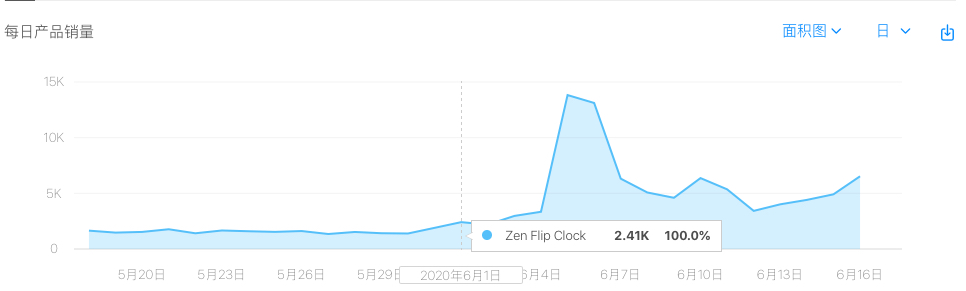 每日产品销量
面积图
日
15K
10K
5K
0
Zen Flip Clock 2.41K 100.0%
5月20日 5月23日 5月26日 5月29日 2020年6月1日 6月4日 6月7日 6月10日 6月13日 6月16日